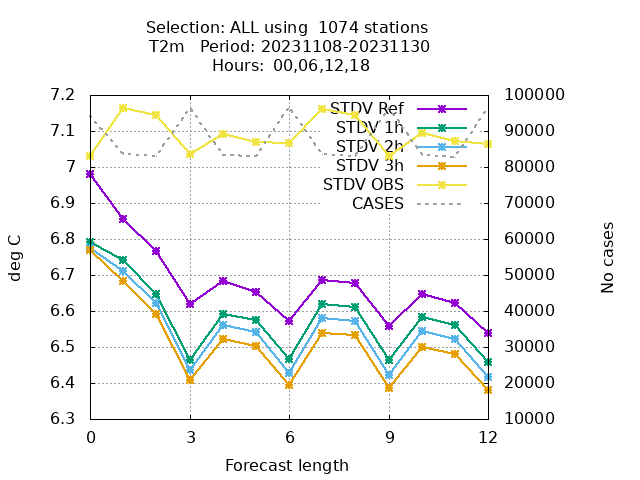 Selection: ALL using  1074 stations
T2m   Period: 20231108-20231130
Hours:  00,06,12,18
7.2
7.1
7
6.9
6.8
6.7
6.6
6.5
6.4
6.3
deg C
STDV Ref
STDV 1h
STDV 2h
STDV 3h
STDV OBS
CASES
100000
90000
80000
70000
60000
50000
40000
30000
20000
10000
No cases
0 3 6 9 12
Forecast length